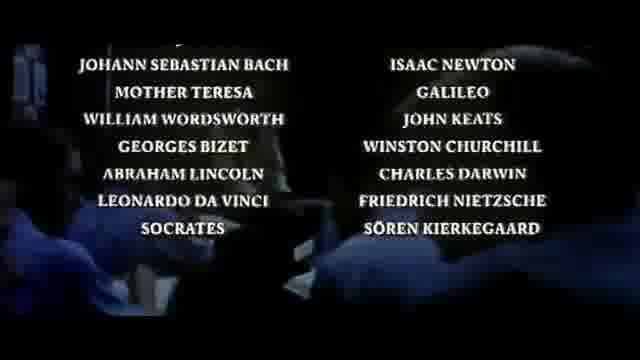 JOHANN SEBASTIAN BACH ISAAC NEWTON
MOTHER TERESA GALILEO
WILLIAM WORDSWORTH JOHN KEATS
GEORGES BIZET WINSTON CHURCHILL
ABRAHAM LINCOLN CHARLES DARWIN
LEONARDO DA VINCI FRIEDRICH NIETZSCHE
SOCRATES SÖREN KIERKEGAARD